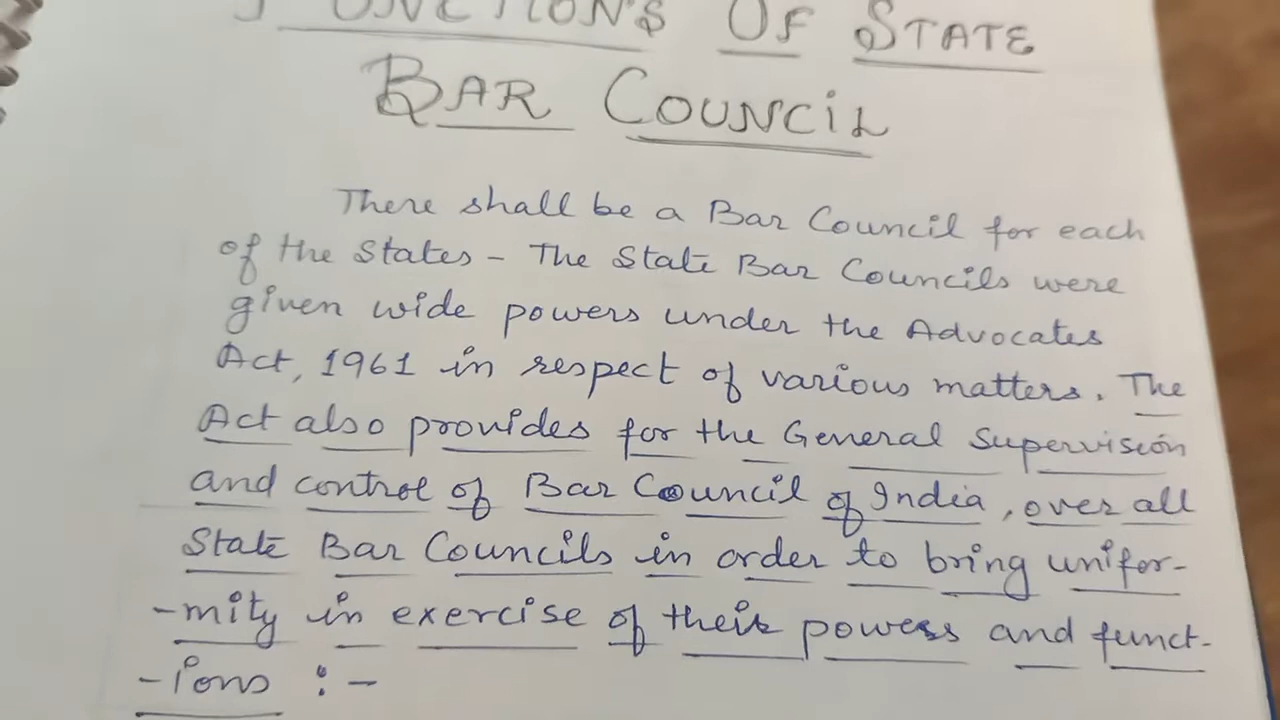 FUNCTIONS OF STATE
BAR COUNCIL
There shall be a Bar Council for each
of the States - The State Bar Councils were
given wide powers under the Advocates
Act, 1961 in respect of various matters. The
Act also provides for the General Supervision
and control of Bar Council of India, over all
State Bar Councils in order to bring unifor-
-mity in exercise of their powers and funct-
-ions :-